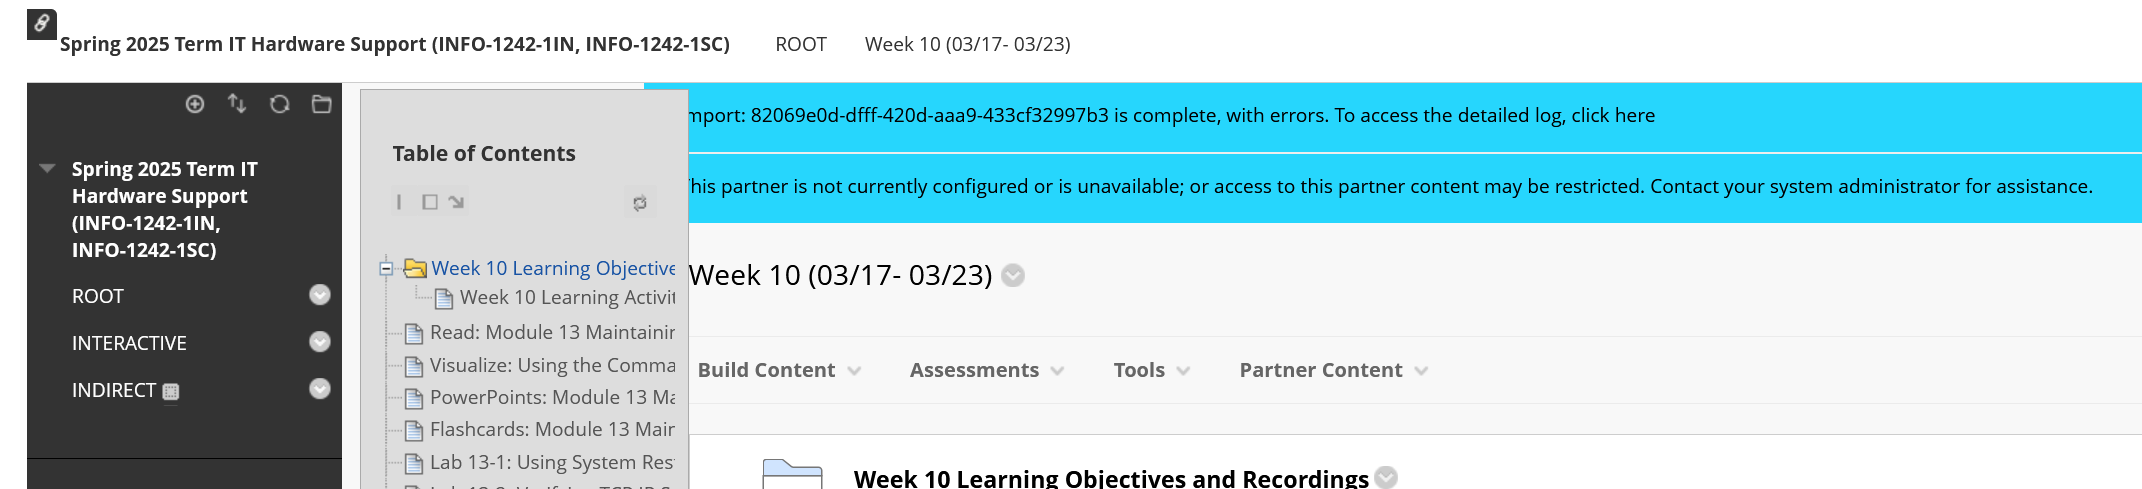 Spring 2025 Term IT Hardware Support (INFO-1242-1IN, INFO-1242-1SC) ROOT Week 10 (03/17- 03/23)
Spring 2025 Term IT
Hardware Support
(INFO-1242-1IN,
INFO-1242-1SC)
ROOT
INTERACTIVE
INDIRECT
Table of Contents
Week 10 Learning Objective
Week 10 Learning Activit
Read: Module 13 Maintainin
Visualize: Using the Comma
PowerPoints: Module 13 Ma
Flashcards: Module 13 Main
Lab 13-1: Using System Res
mport: 82069e0d-dfff-420d-aaa9-433cf32997b3 is complete, with errors. To access the detailed log, click here
This partner is not currently configured or is unavailable; or access to this partner content may be restricted. Contact your system administrator for assistance.
Week 10 (03/17- 03/23)
Build Content Assessments Tools Partner Content
Week 10 Learning Objectives and Recordings